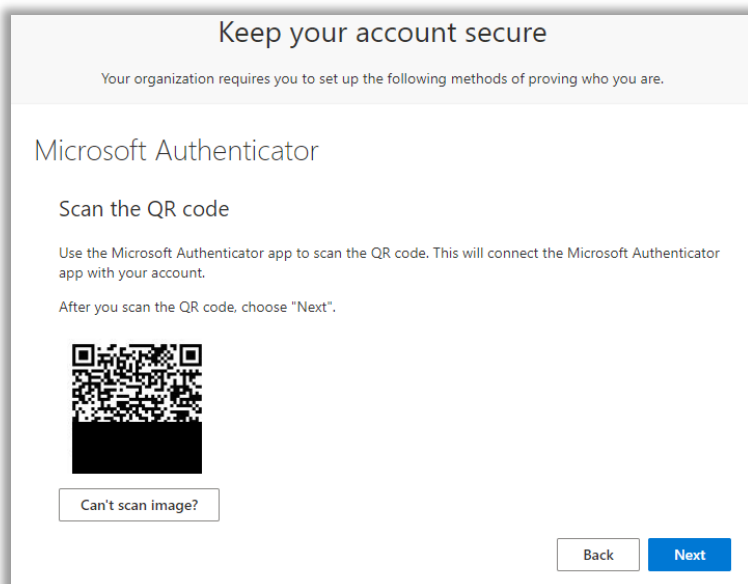 Keep your account secure
Your organization requires you to set up the following methods of proving who you are.
Microsoft Authenticator
Scan the QR code
Use the Microsoft Authenticator app to scan the QR code. This will connect the Microsoft Authenticator
app with your account.
After you scan the QR code, choose "Next".
Can't scan image?
Back
Next